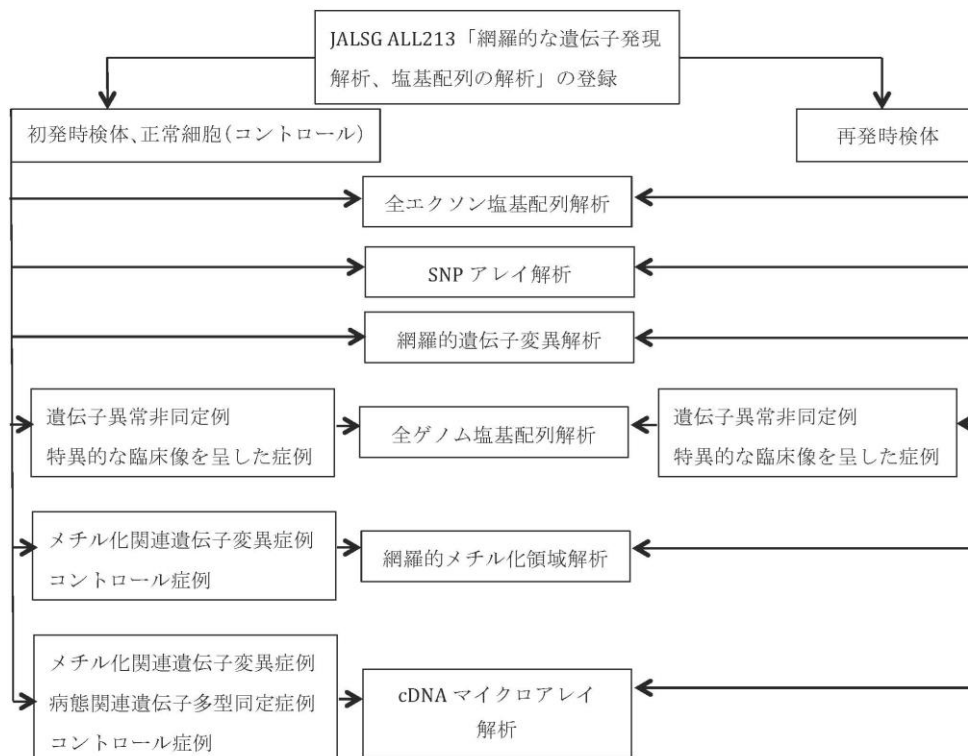 JALSG ALL213「網羅的な遺伝子発現
解析、塩基配列の解析」の登録
初発時検体、正常細胞(コントロール)
再発時検体
全エクソン塩基配列解析
SNP アレイ解析
網羅的遺伝子変異解析
遺伝子異常非同定例
特異的な臨床像を呈した症例
全ゲノム塩基配列解析
遺伝子異常非同定例
特異的な臨床像を呈した症例
メチル化関連遺伝子変異症例
コントロール症例
網羅的メチル化領域解析
メチル化関連遺伝子変異症例
病態関連遺伝子多型同定症例
コントロール症例
cDNA マイクロアレイ
解析